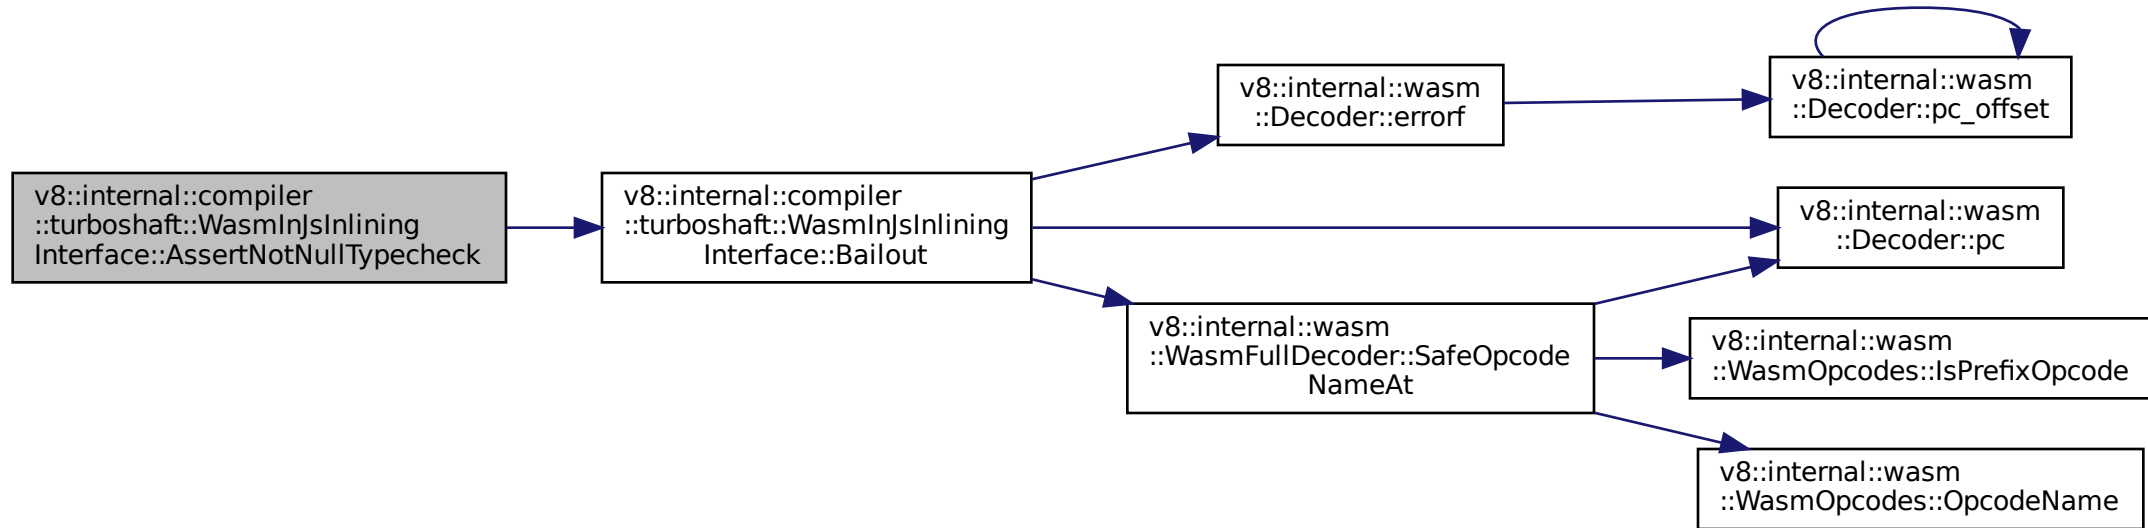 v8::internal::compiler
::turboshaft::WasmInJsInlining
Interface::AssertNotNullTypecheck
v8::internal::compiler
::turboshaft::WasmInJsInlining
Interface::Bailout
v8::internal::wasm
::Decoder::errorf
v8::internal::wasm
::Decoder::pc_offset
v8::internal::wasm
::Decoder::pc
v8::internal::wasm
::WasmFullDecoder::SafeOpcode
NameAt
v8::internal::wasm
::WasmOpcodes::IsPrefixOpcode
v8::internal::wasm
::WasmOpcodes::OpcodeName